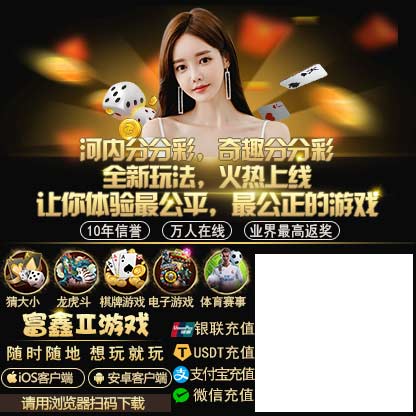 河内分分彩，奇趣分分彩
全新玩法，火热上线
让你体验最公平，最公正的游戏
10年信誉 万人在线 业界最高返奖
猜大小 龙虎斗 棋牌游戏 电子游戏 体育赛事
富鑫II游戏
随时随地 想玩就玩
iOS客户端 安卓客户端
请用浏览器扫码下载
银联充值
USDT充值
支付宝充值
微信充值